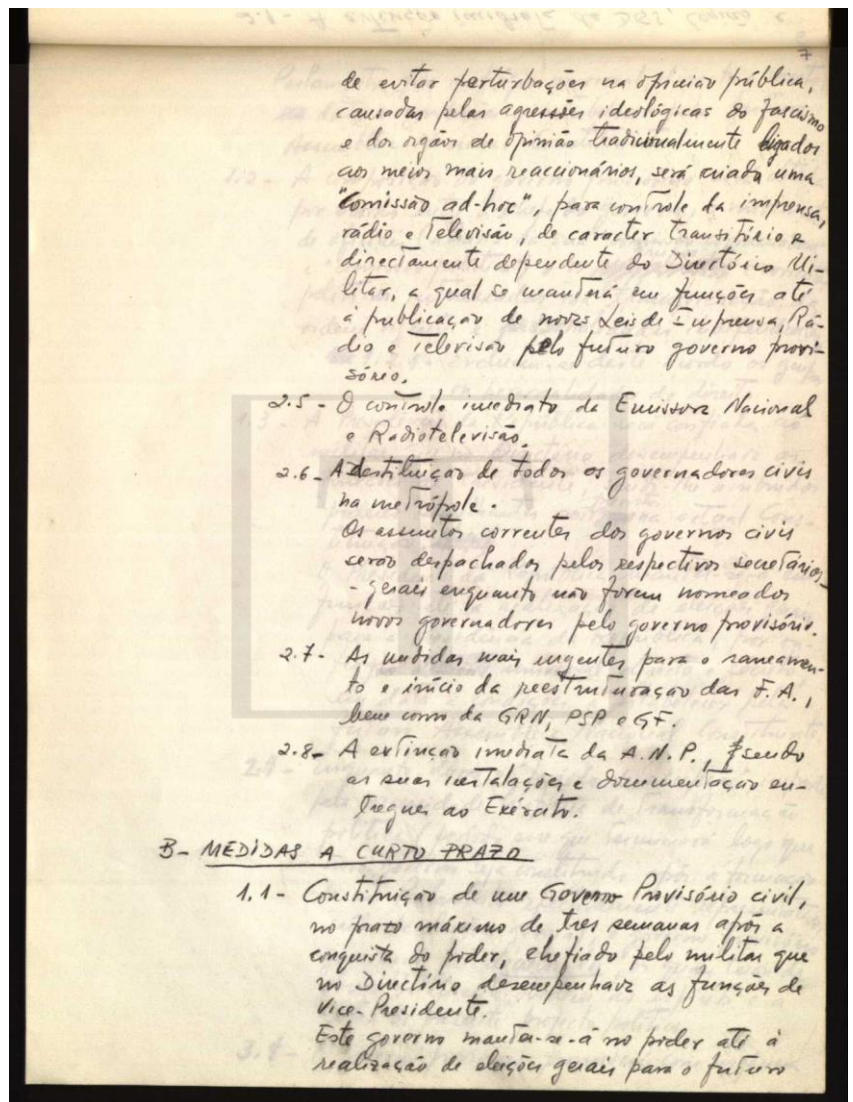 7
de evitar perturbações na opinião pública,
causadas pelas agressões ideológicas do fascismo
e dos orgãos de opinião tradicionalmente ligados
aos meios mais reaccionários, será criada uma
"Comissão ad-hoc", para controle da imprensa,
rádio e Televisão, de caracter transitório e
directamente dependente do Directório Mi-
litar, a qual se manterá em funções até
à publicação de novas Leis de Imprensa, Rá-
dio e Televisão pelo futuro governo provi-
sório.
2.5 - O controle imediato da Emissora Nacional
e Radiotelevisão.
2.6 - A destituição de todos os governadores civis
na metrópole.
Os assuntos correntes dos governos civis
serão despachados pelos respectivos secretários-
-gerais enquanto não forem nomeados
novos governadores pelo governo provisório.
2.7 - As medidas mais urgentes para o saneamen-
to e início da reestruturação das F.A.,
bem como da GRN, PSP e GF.
2.8 - A extinção imediata da A.N.P., sendo
as suas instalações e documentação en-
tregues ao Exército.
B - MEDIDAS A CURTO PRAZO
1.1 - Constituição de um Governo Provisório civil,
no prazo máximo de tres semanas após a
conquista do poder, chefiado pelo militar que
no Directório desempenhava as funções de
Vice-Presidente.
Este governo manter-se-á no poder até à
realização de eleições gerais para o futuro